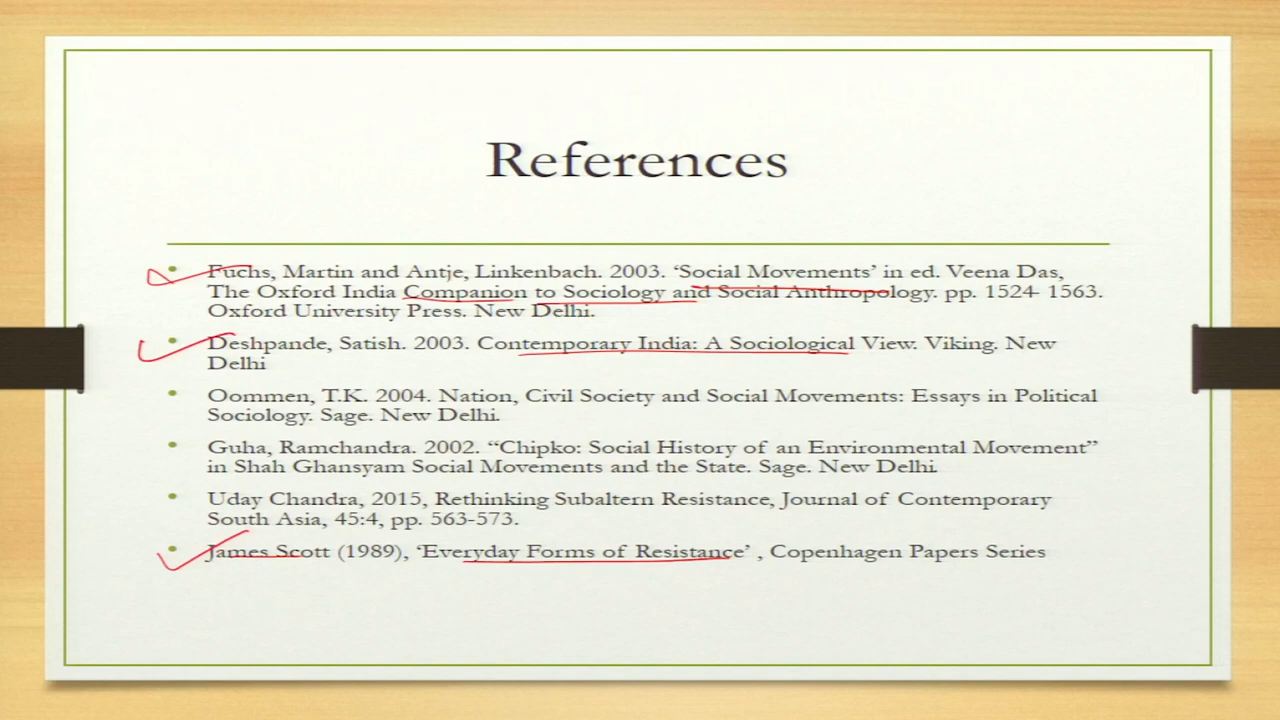 References
• Fuchs, Martin and Antje, Linkenbach. 2003. ‘Social Movements’ in ed. Veena Das,
The Oxford India Companion to Sociology and Social Anthropology. pp. 1524- 1563.
Oxford University Press. New Delhi.
• Deshpande, Satish. 2003. Contemporary India: A Sociological View. Viking. New
Delhi
• Oommen, T.K. 2004. Nation, Civil Society and Social Movements: Essays in Political
Sociology. Sage. New Delhi.
• Guha, Ramchandra. 2002. “Chipko: Social History of an Environmental Movement”
in Shah Ghansyam Social Movements and the State. Sage. New Delhi.
• Uday Chandra, 2015, Rethinking Subaltern Resistance, Journal of Contemporary
South Asia, 45:4, pp. 563-573.
• James Scott (1989), ‘Everyday Forms of Resistance’ , Copenhagen Papers Series